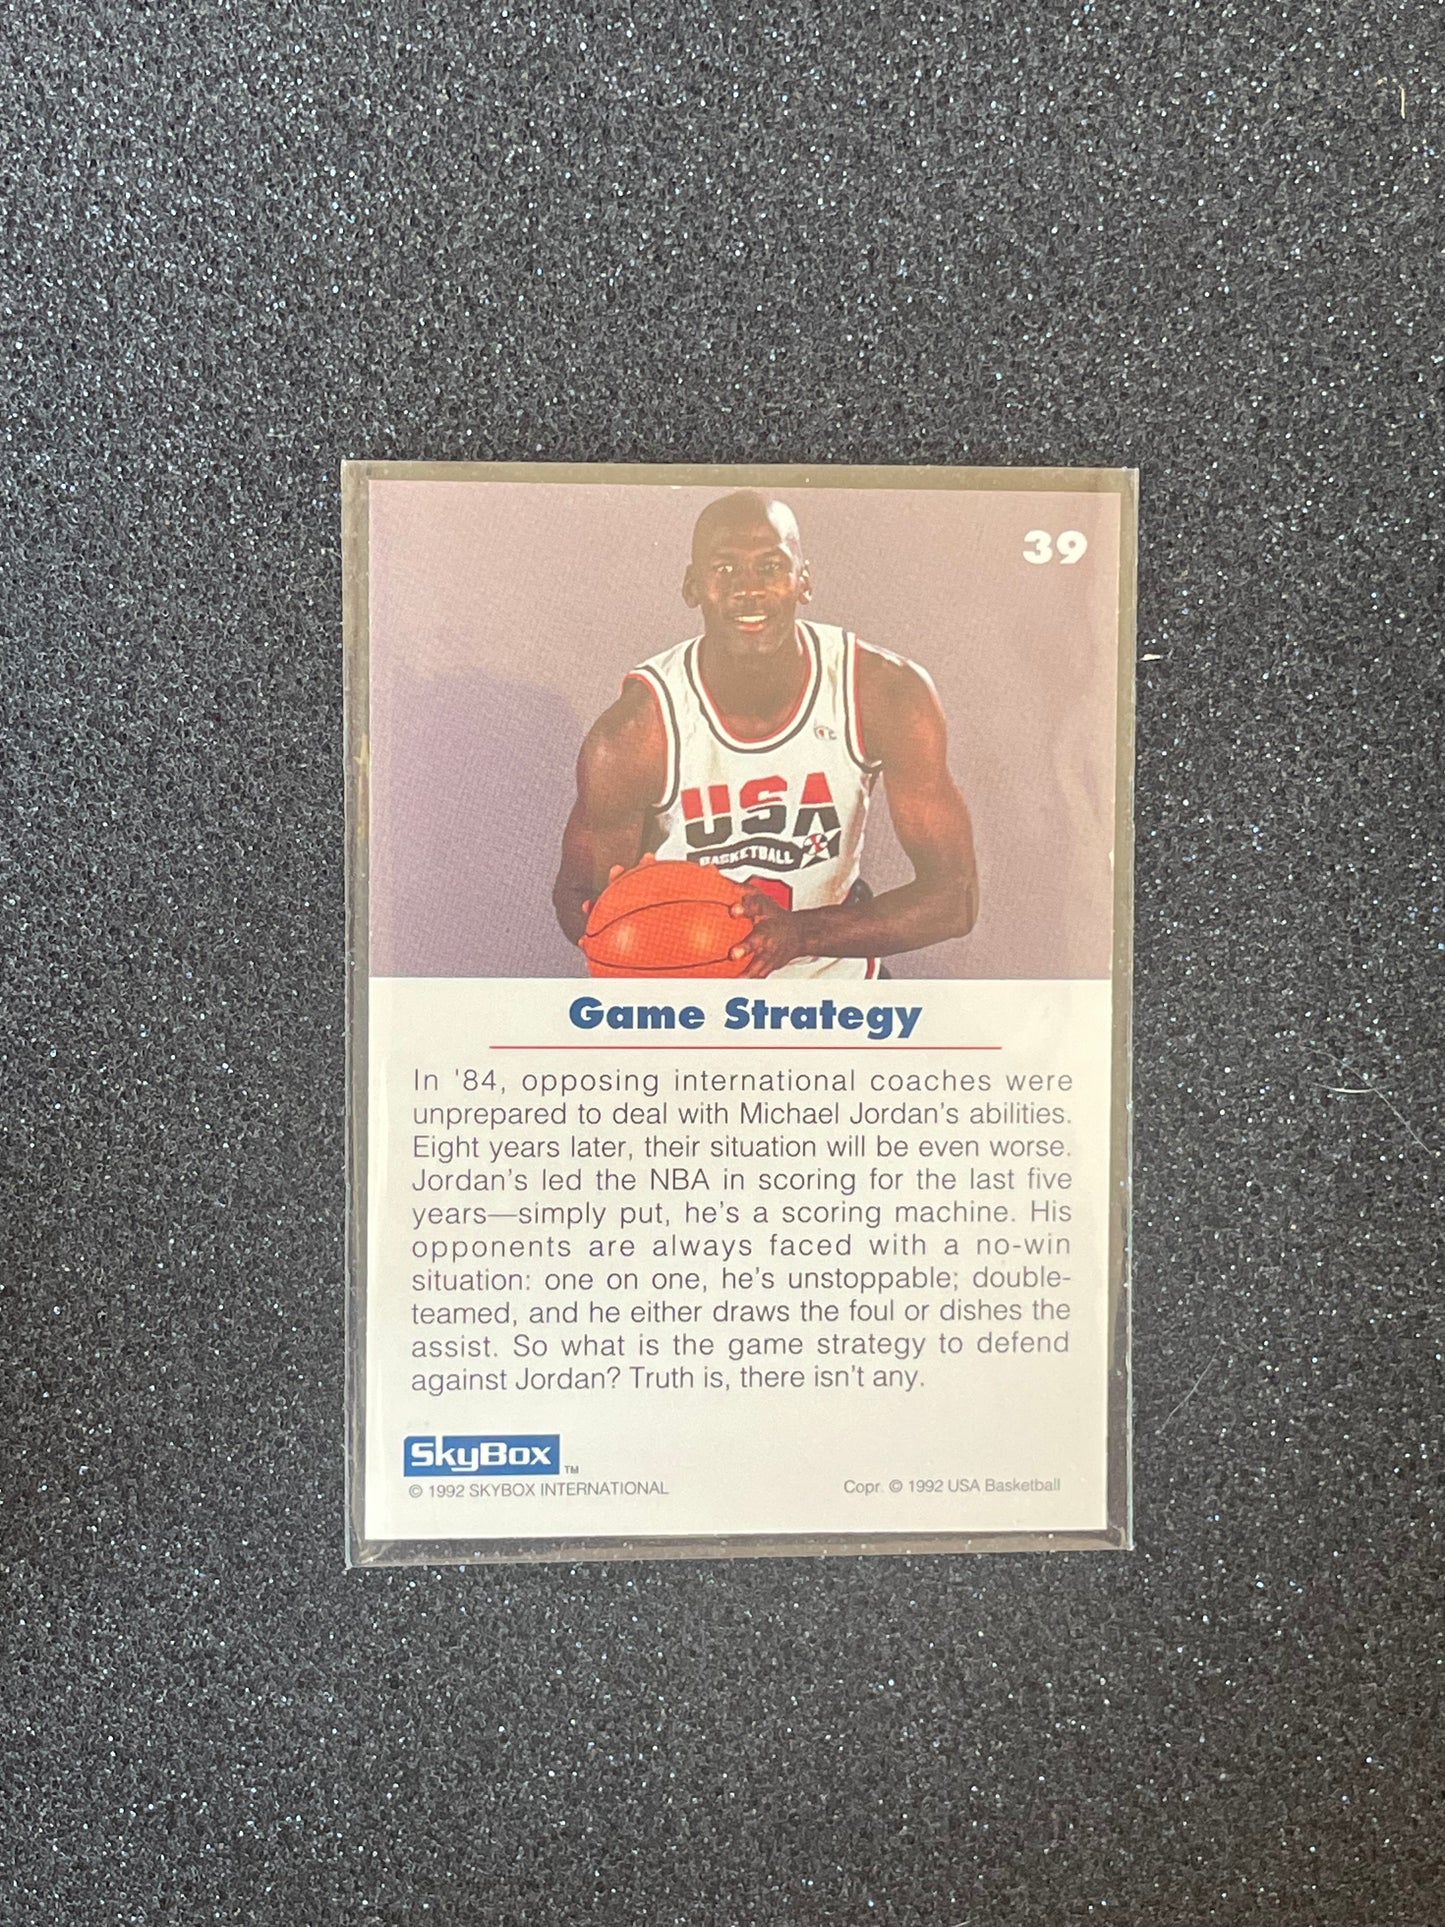 39
USA
BASKETBALL
Game Strategy
In '84, opposing international coaches were
unprepared to deal with Michael Jordan's abilities.
Eight years later, their situation will be even worse.
Jordan's led the NBA in scoring for the last five
years—simply put, he's a scoring machine. His
opponents are always faced with a no-win
situation: one on one, he's unstoppable; double-
teamed, and he either draws the foul or dishes the
assist. So what is the game strategy to defend
against Jordan? Truth is, there isn't any.
SkyBox™
© 1992 SKYBOX INTERNATIONAL
Copr. © 1992 USA Basketball